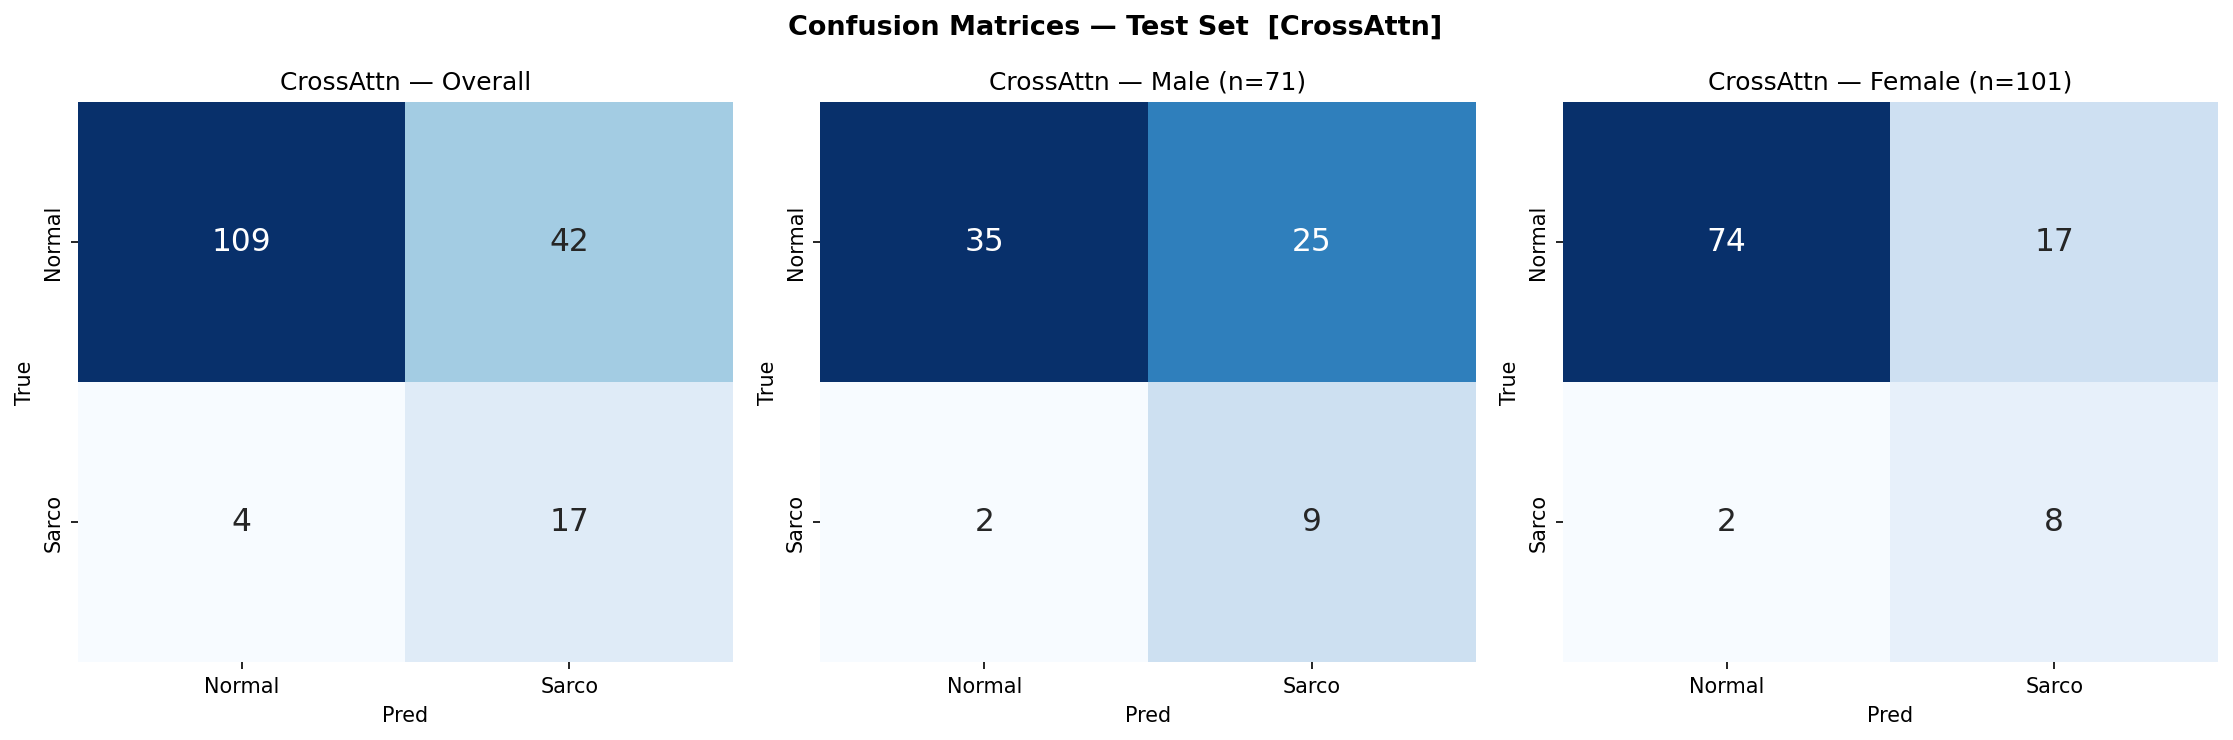 Confusion Matrices — Test Set [CrossAttn]
CrossAttn — Overall
True
Normal
109
42
Sarco
4
17
Normal
Sarco
Pred
CrossAttn — Male (n=71)
True
Normal
35
25
Sarco
2
9
Normal
Sarco
Pred
CrossAttn — Female (n=101)
True
Normal
74
17
Sarco
2
8
Normal
Sarco
Pred